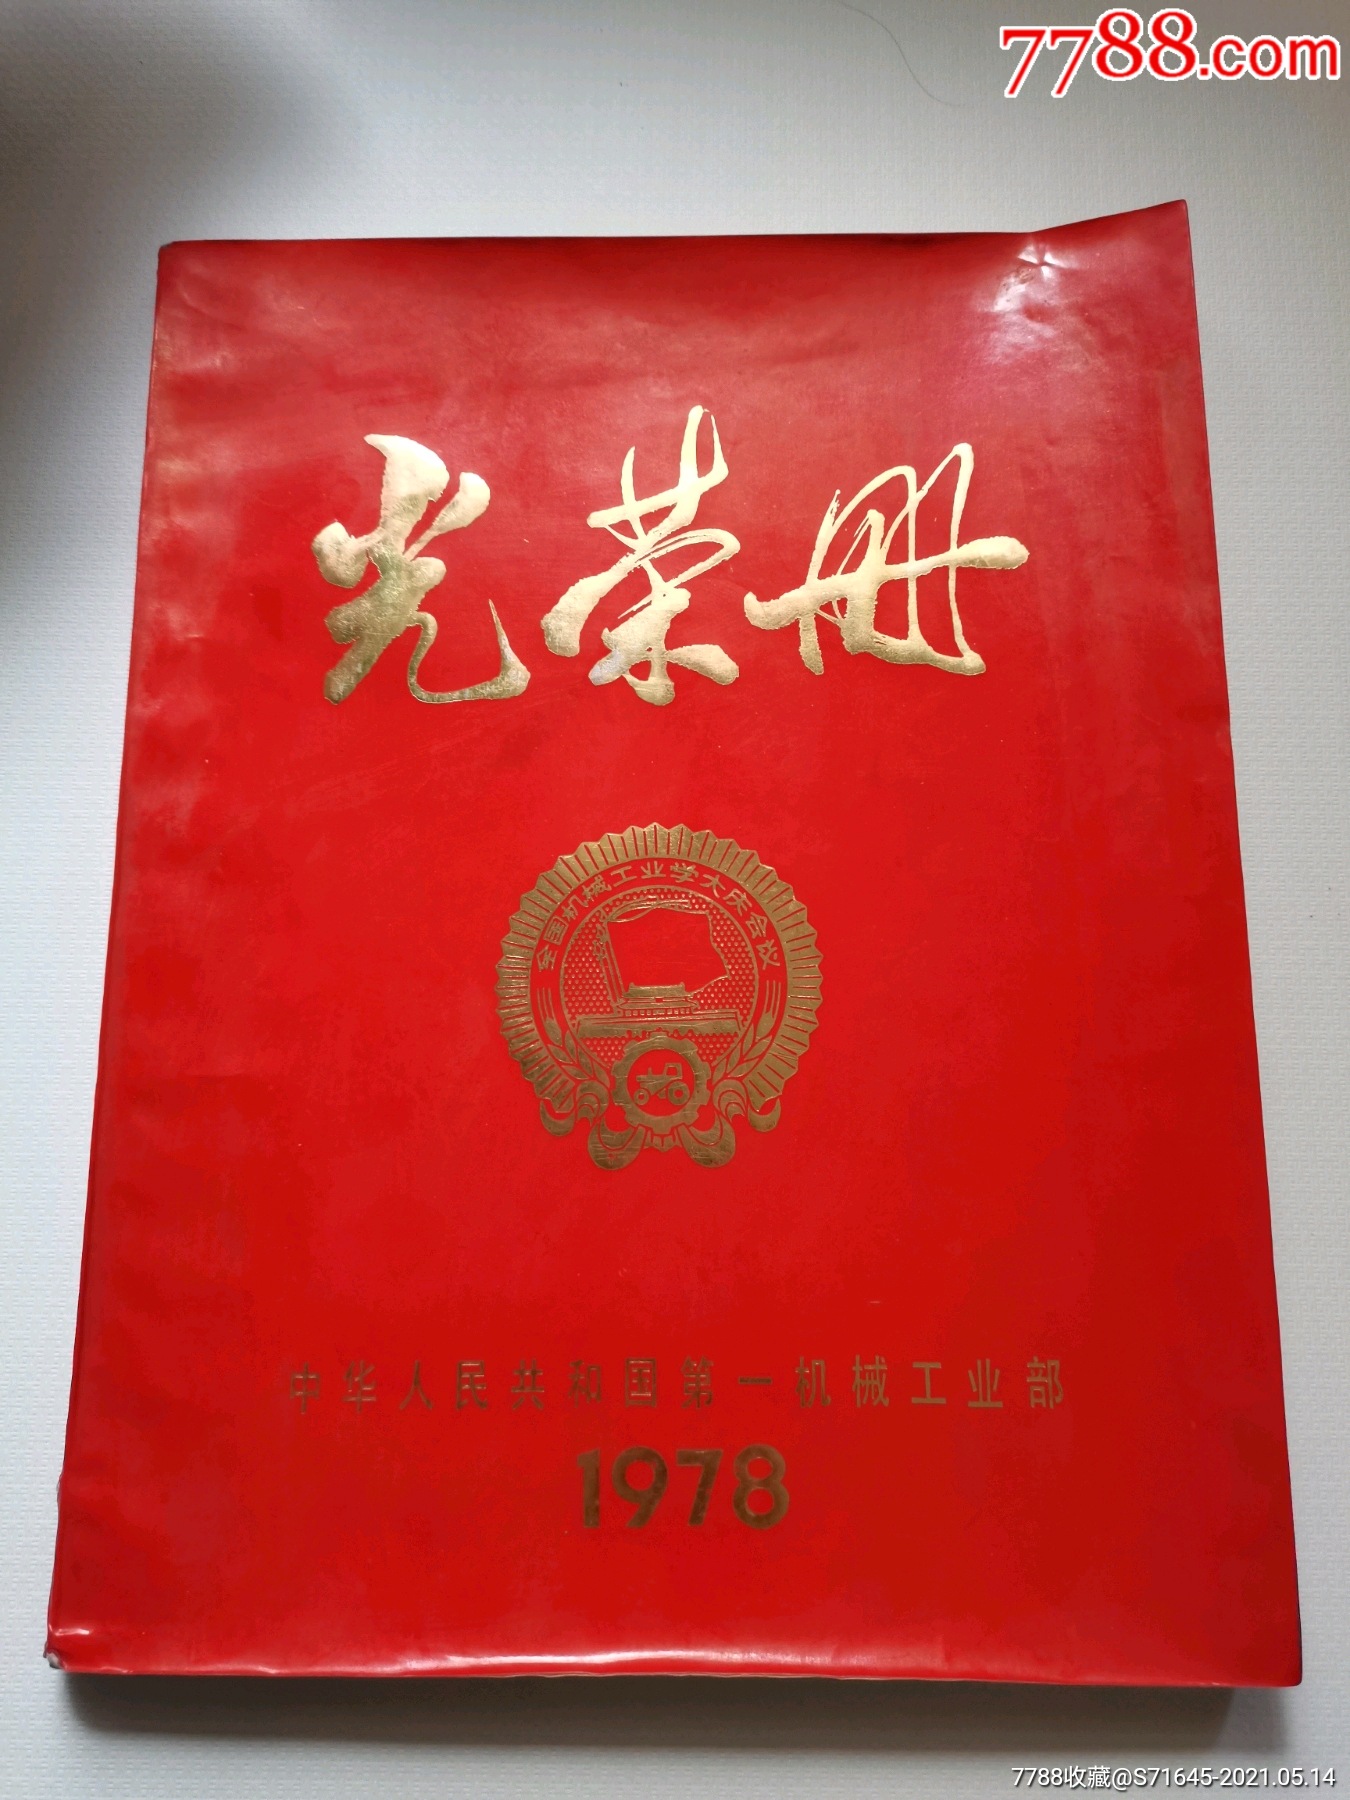 7788.com
光荣册
全国机械工业学大庆会议
中华人民共和国第一机械工业部
1978
7788收藏@S71645-2021.05.14